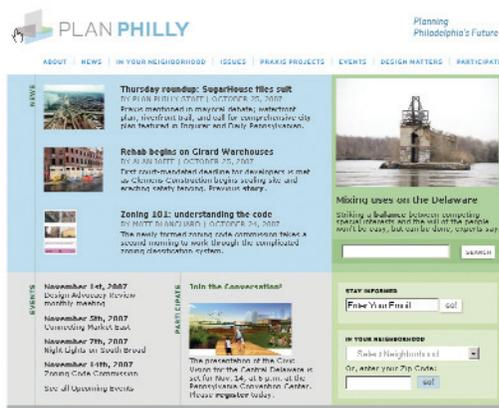 PLAN PHILLY
Planning
Philadelphia's Future
ABOUT | NEWS | IN YOUR NEIGHBORHOOD | ISSUES | PRAXIS PROJECTS | EVENTS | DESIGN MATTERS | PARTICIPAT
NEWS
Thursday roundup: SugarHouse files suit
BY PLAN PHILLY STAFF | OCTOBER 25, 2007
Praxis mentioned in mayoral debate; waterfront
plan, riverfront trail, and call for comprehensive city
plan featured in Inquirer and Daily Pennsylvanian.
Rehab begins on Girard Warehouses
BY ALAN JAFFE | OCTOBER 25, 2007
First court-mandated deadline for developers is met
as Clemens Construction begins sealing site and
erecting safety fencing. Previous story.
Zoning 101: understanding the code
BY MATT BLANCHARD | OCTOBER 24, 2007
The newly formed zoning code commission takes a
second morning to work through the complicated
zoning classification system.
Mixing uses on the Delaware
Striking a balance between competing
special interests and the will of the people
won't be easy, but can be done, experts say
SEARCH
EVENTS
November 1st, 2007
Design Advocacy Review
monthly meeting
November 5th, 2007
Connecting Market East
November 7th, 2007
Night Lights on South Broad
November 14th, 2007
Zoning Code Commission
See all Upcoming Events
PARTICIPATE
Join the Conversation!
The presentation of the Civic
Vision for the Central Delaware is
set for Nov. 14, at 6 p.m. at the
Pennsylvania Convention Center.
Please register today.
STAY INFORMED
Enter Your Email
go!
IN YOUR NEIGHBORHOOD
Select Neighborhood
Or, enter your Zip Code:
go!